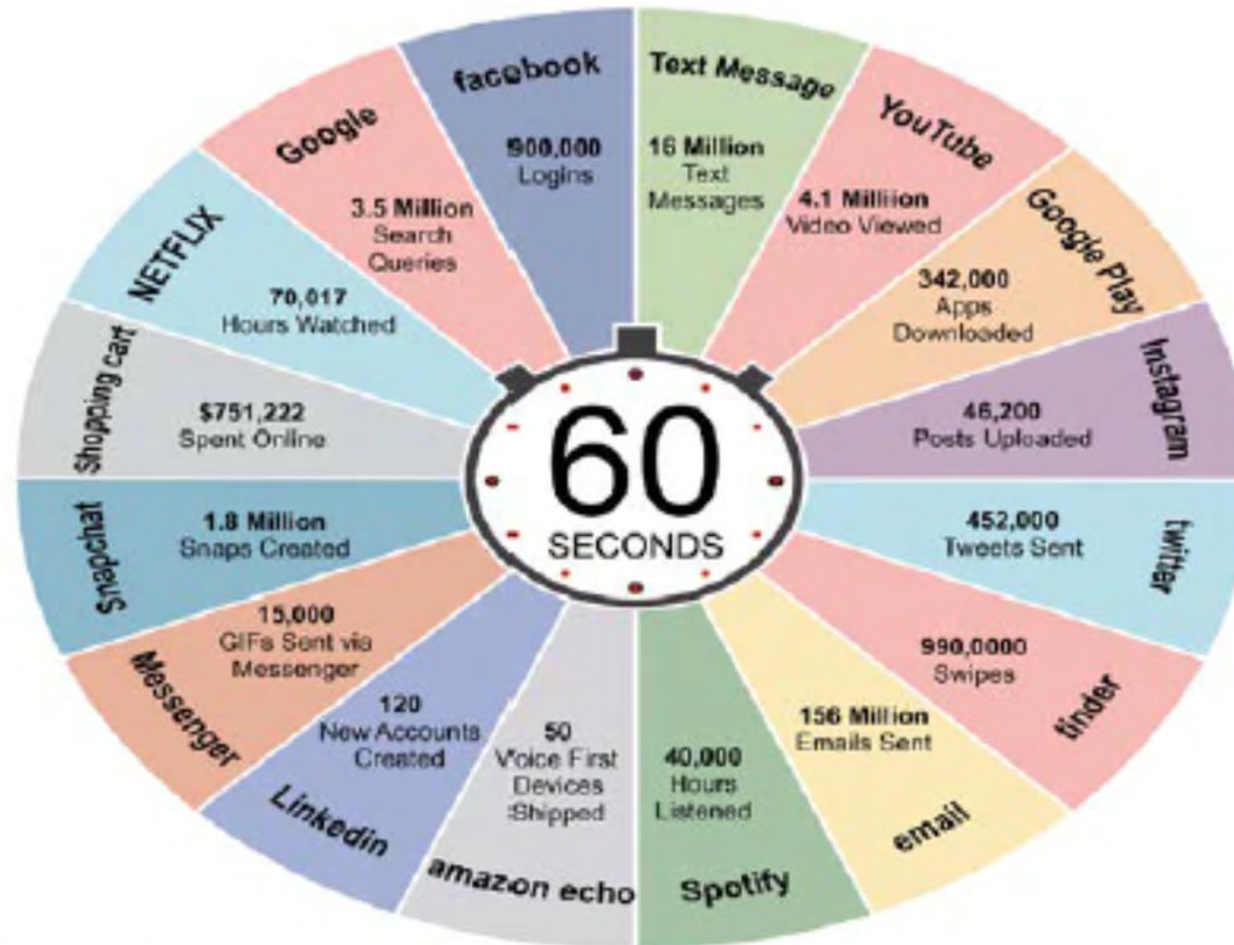 facebook
900,000
Logins
Text Message
16 Million
Text
Messages
YouTube
4.1 Milliion
Video Viewed
Google Play
342,000
Apps
Downloaded
Instagram
46,200
Posts Uploaded
twitter
452,000
Tweets Sent
tinder
990,0000
Swipes
email
156 Million
Emails Sent
Spotify
40,000
Hours
Listened
amazon echo
50
Voice First
Devices
Shipped
Linkedin
120
New Accounts
Created
Messenger
15,000
GIFs Sent via
Messenger
Snapchat
1.8 Million
Snaps Created
Shopping cart
$751,222
Spent Online
NETFLIX
70,017
Hours Watched
Google
3.5 Million
Search
Queries
60
SECONDS